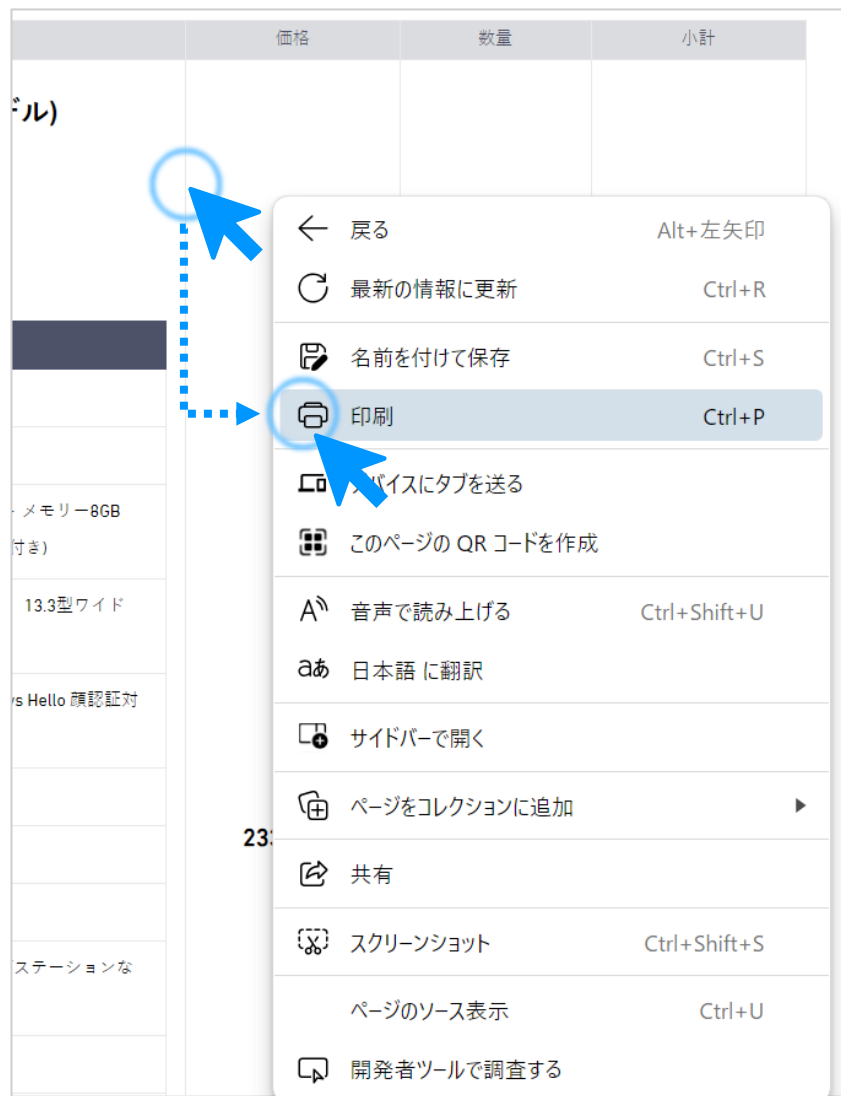 価格 数量 小計
デル)
戻る Alt+左矢印
最新の情報に更新 Ctrl+R
名前を付けて保存 Ctrl+S
印刷 Ctrl+P
バイスにタブを送る
メモリー8GB
付き)
このページの QR コードを作成
13.3型ワイド
音声で読み上げる Ctrl+Shift+U
aあ 日本語 に翻訳
s Hello 顔認証対
サイドバーで開く
ページをコレクションに追加
23
共有
スクリーンショット Ctrl+Shift+S
ステーションな
ページのソース表示 Ctrl+U
開発者ツールで調査する